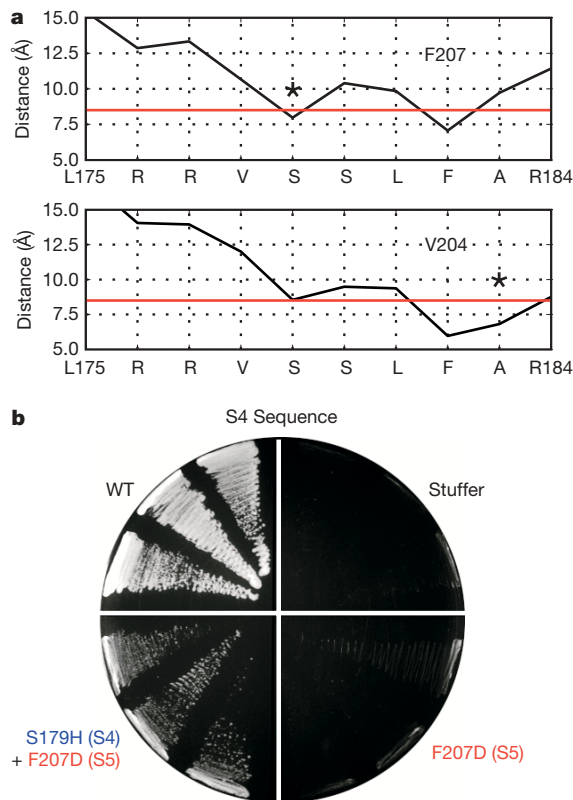 a
Distance (Å)
15.0
12.5
10.0
7.5
5.0
F207
*
L175 R R V S S L F A R184
Distance (Å)
15.0
12.5
10.0
7.5
5.0
V204
*
L175 R R V S S L F A R184
S4 Sequence
b
WT
Stuffer
S179H (S4)
+ F207D (S5)
F207D (S5)